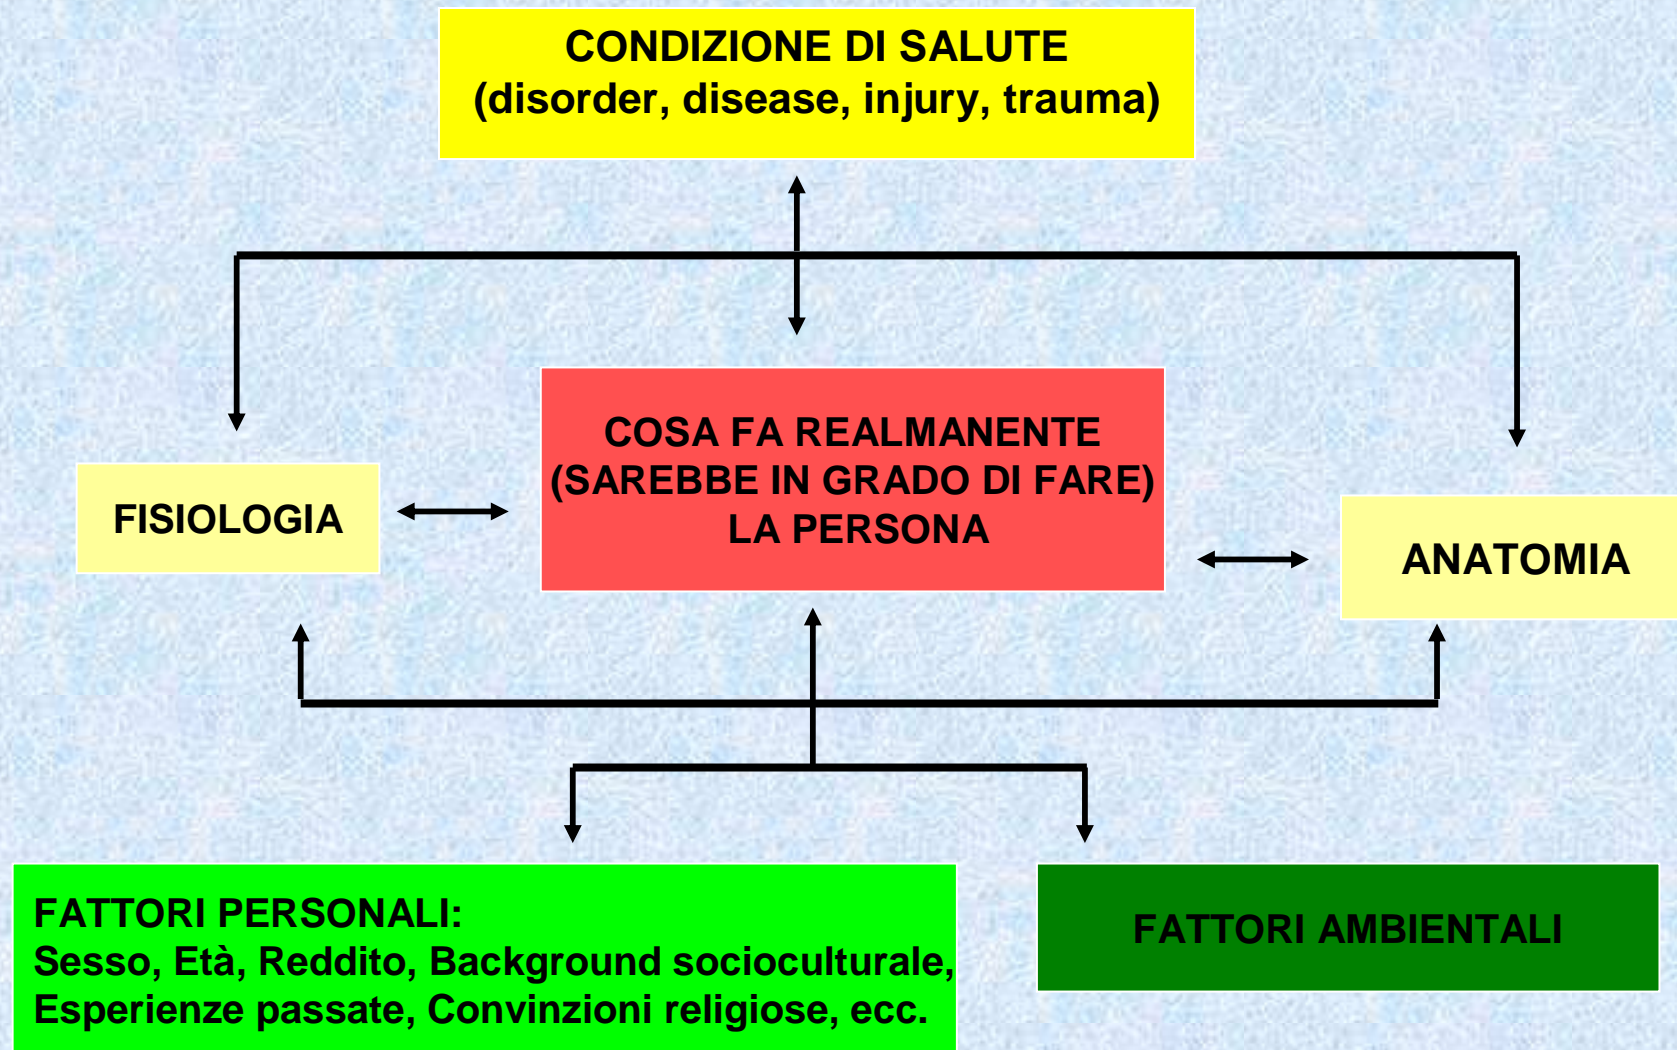 CONDIZIONE DI SALUTE
(disorder, disease, injury, trauma)
COSA FA REALMANENTE
(SAREBBE IN GRADO DI FARE)
LA PERSONA
FISIOLOGIA
ANATOMIA
FATTORI PERSONALI:
Sesso, Età, Reddito, Background socioculturale,
Esperienze passate, Convinzioni religiose, ecc.
FATTORI AMBIENTALI